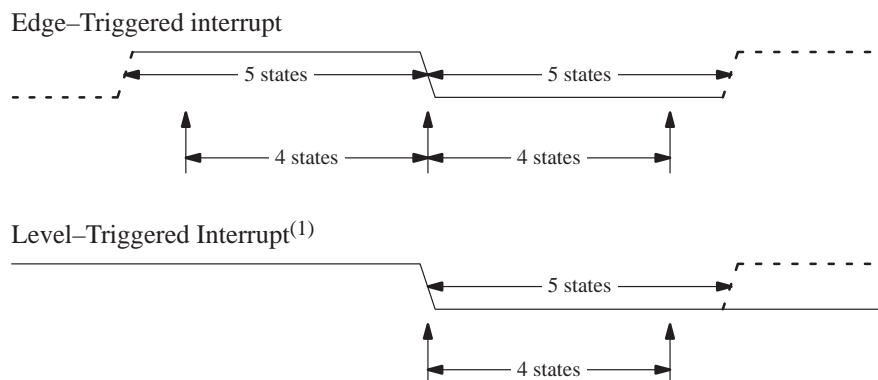 Edge–Triggered interrupt
5 states 5 states
4 states 4 states
Level–Triggered Interrupt(1)
5 states
4 states